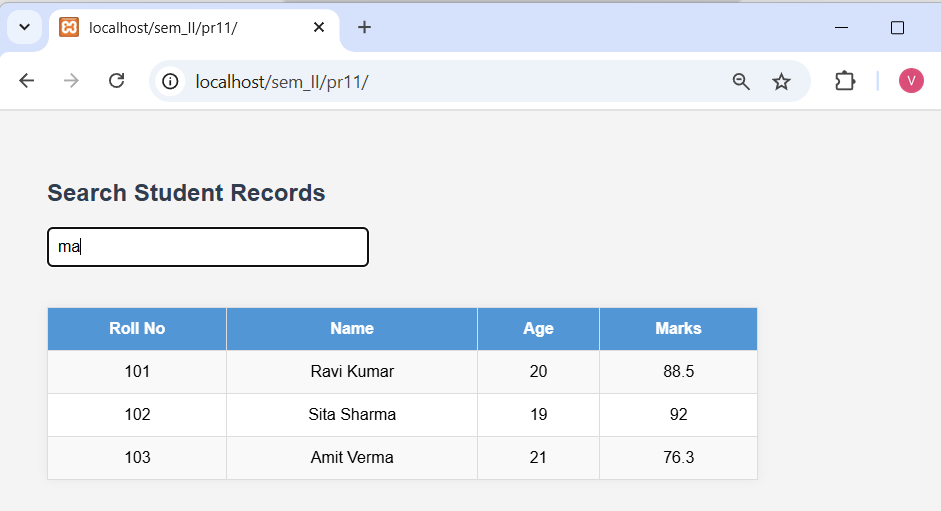 localhost/sem_II/pr11/
localhost/sem_II/pr11/
V
Search Student Records
ma
Roll No Name Age Marks
101 Ravi Kumar 20 88.5
102 Sita Sharma 19 92
103 Amit Verma 21 76.3